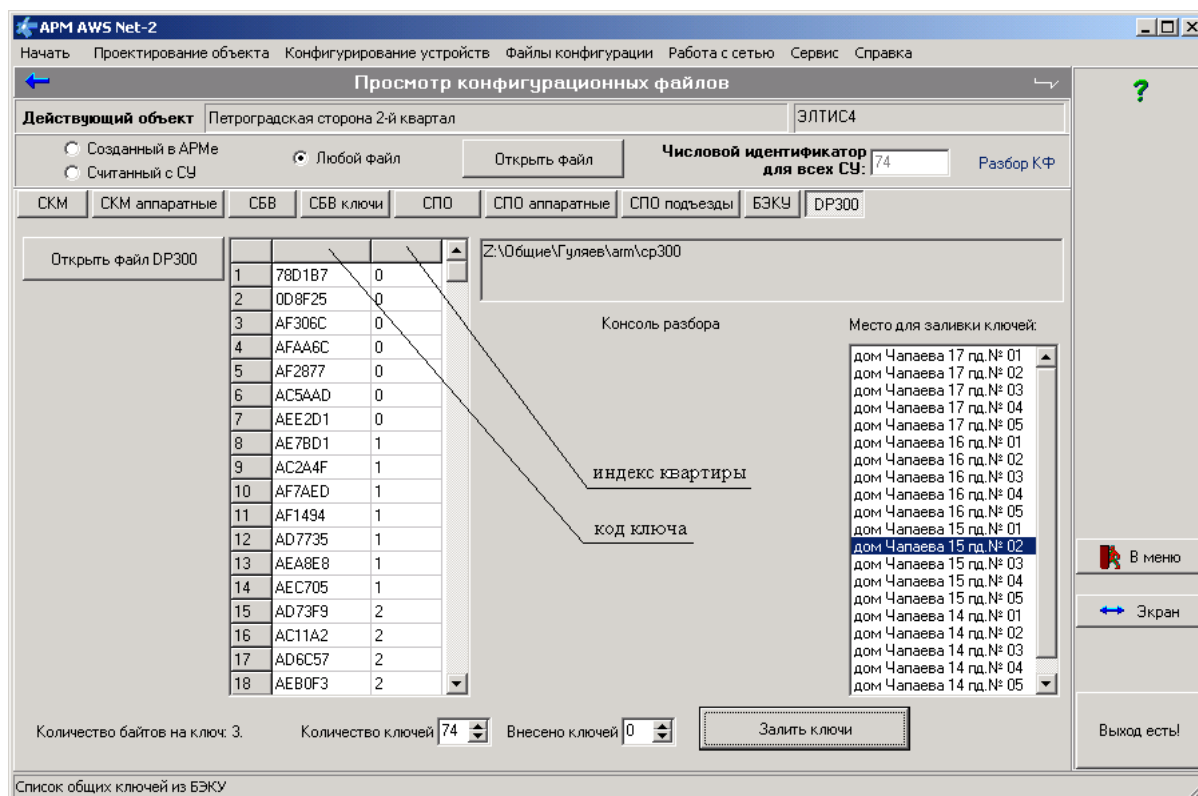 АРМ AWS Net-2
Начать Проектирование объекта Конфигурирование устройств Файлы конфигурации Работа с сетью Сервис Справка
Просмотр конфигурационных файлов
?
Действующий объект Петроградская сторона 2-й квартал ЭЛТИС4
Созданный в АРМе
Считанный с СУ
Любой файл
Открыть файл
Числовой идентификатор
для всех СУ: 74
Разбор КФ
СКМ СКМ аппаратные СБВ СБВ ключи СПО СПО аппаратные СПО подъезды БЭКУ DP300
Открыть файл DP300
1 78D1B7 0
2 0D8F25 0
3 AF306C 0
4 AFAA6C 0
5 AF2877 0
6 AC5AAD 0
7 AEE2D1 0
8 AE7BD1 1
9 AC2A4F 1
10 AF7AED 1
11 AF1494 1
12 AD7735 1
13 AEA8E8 1
14 AEC705 1
15 AD73F9 2
16 AC11A2 2
17 AD6C57 2
18 AEB0F3 2
Z:\Общие\Гуляев\arm\cp300
Консоль разбора
индекс квартиры
код ключа
Место для заливки ключей:
дом Чапаева 17 пд.№ 01
дом Чапаева 17 пд.№ 02
дом Чапаева 17 пд.№ 03
дом Чапаева 17 пд.№ 04
дом Чапаева 17 пд.№ 05
дом Чапаева 16 пд.№ 01
дом Чапаева 16 пд.№ 02
дом Чапаева 16 пд.№ 03
дом Чапаева 16 пд.№ 04
дом Чапаева 16 пд.№ 05
дом Чапаева 15 пд.№ 01
дом Чапаева 15 пд.№ 02
дом Чапаева 15 пд.№ 03
дом Чапаева 15 пд.№ 04
дом Чапаева 15 пд.№ 05
дом Чапаева 14 пд.№ 01
дом Чапаева 14 пд.№ 02
дом Чапаева 14 пд.№ 03
дом Чапаева 14 пд.№ 04
дом Чапаева 14 пд.№ 05
В меню
Экран
Количество байтов на ключ: 3. Количество ключей 74 Внесено ключей 0 Залить ключи
Выход есть!
Список общих ключей из БЭКУ